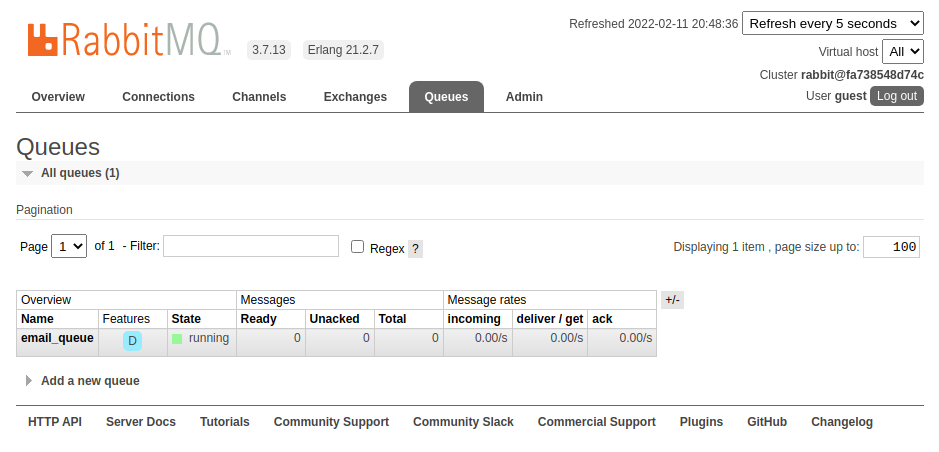 RabbitMQ TM 3.7.13 Erlang 21.2.7
Refreshed 2022-02-11 20:48:36 Refresh every 5 seconds
Virtual host All
Cluster rabbit@fa738548d74c
User guest Log out
Overview Connections Channels Exchanges Queues Admin
Queues
All queues (1)
Pagination
Page 1 of 1 - Filter: Regex ? Displaying 1 item , page size up to: 100
Overview Messages Message rates +/-
Name Features State Ready Unacked Total incoming deliver / get ack
email_queue D running 0 0 0 0.00/s 0.00/s 0.00/s
Add a new queue
HTTP API Server Docs Tutorials Community Support Community Slack Commercial Support Plugins GitHub Changelog